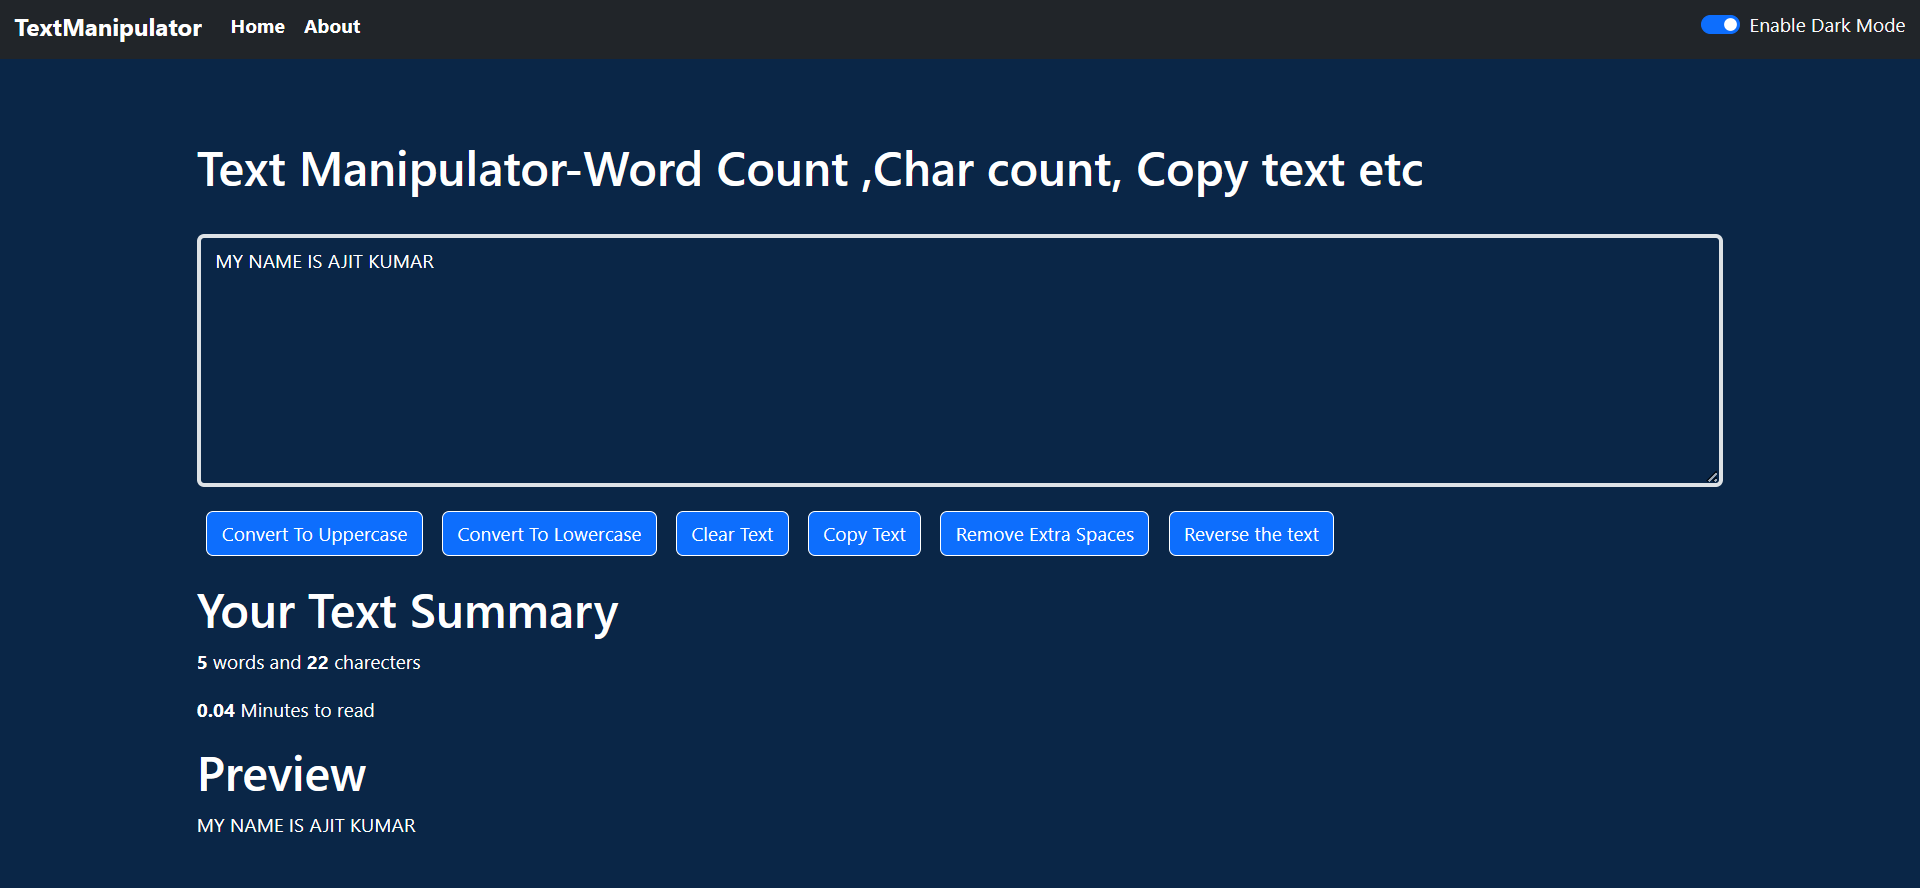 TextManipulator Home About Enable Dark Mode
Text Manipulator-Word Count ,Char count, Copy text etc
MY NAME IS AJIT KUMAR
Convert To Uppercase Convert To Lowercase Clear Text Copy Text Remove Extra Spaces Reverse the text
Your Text Summary
5 words and 22 charecters
0.04 Minutes to read
Preview
MY NAME IS AJIT KUMAR